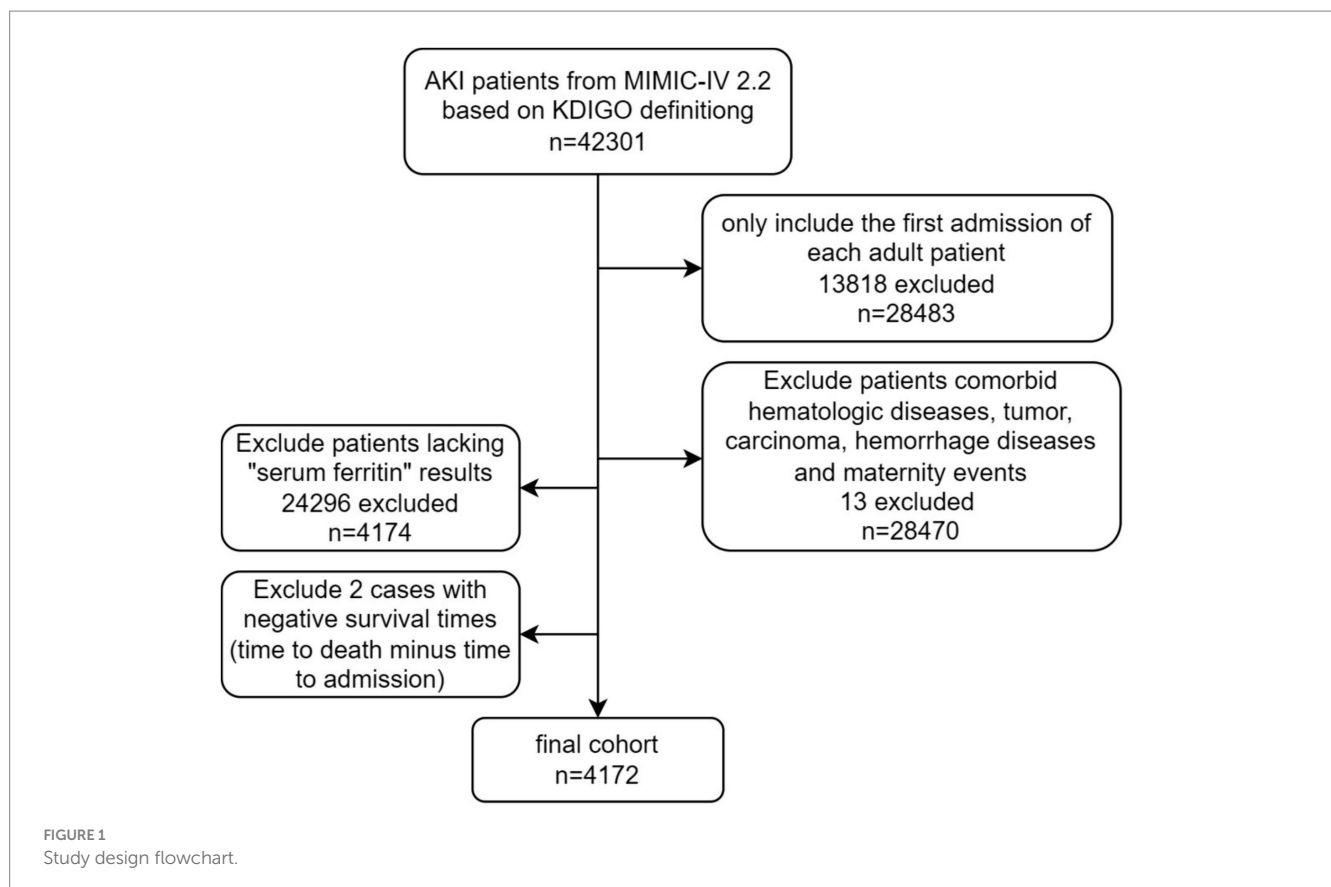 AKI patients from MIMIC-IV 2.2
based on KDIGO definitiong
n=42301
only include the first admission of
each adult patient
13818 excluded
n=28483
Exclude patients comorbid
hematologic diseases, tumor,
carcinoma, hemorrhage diseases
and maternity events
13 excluded
n=28470
Exclude patients lacking
"serum ferritin" results
24296 excluded
n=4174
Exclude 2 cases with
negative survival times
(time to death minus time
to admission)
final cohort
n=4172
FIGURE 1
Study design flowchart.